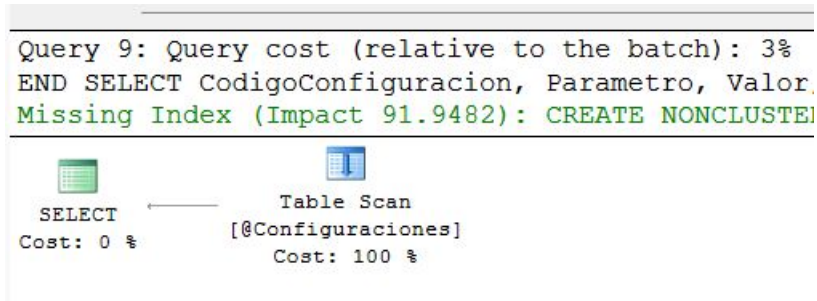 Query 9: Query cost (relative to the batch): 3%
END SELECT CodigoConfiguracion, Parametro, Valor,
Missing Index (Impact 91.9482): CREATE NONCLUSTE
SELECT
Cost: 0 %
Table Scan
[@Configuraciones]
Cost: 100 %